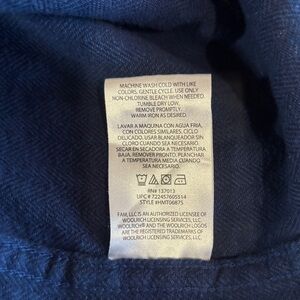 MACHINE WASH COLD WITH LIKE
COLORS. GENTLE CYCLE. USE ONLY
NON-CHLORINE BLEACH WHEN NEEDED.
TUMBLE DRY LOW.
REMOVE PROMPTLY.
WARM IRON AS DESIRED.
LAVAR A MAQUINA CON AGUA FRIA,
CON COLORES SIMILARES. CICLO
DELICADO. USAR BLANQUEADOR SIN
CLORO CUANDO SEA NECESARIO.
SECAR EN SECADORA A TEMPERATURA
BAJA. REMOVER PRONTO. PLANCHAR
A TEMPERATURA MEDIA CUANDO
SEA NECESARIO.
RN# 137013
UPC # 722457605514
STYLE #HMT06875
FAM, LLC IS AN AUTHORIZED LICENSEE OF
WOOLRICH LICENSING SERVICES, LLC.
WOOLRICH® AND THE WOOLRICH LOGOS
ARE THE REGISTERED TRADEMARKS OF
WOOLRICH LICENSING SERVICES, LLC.